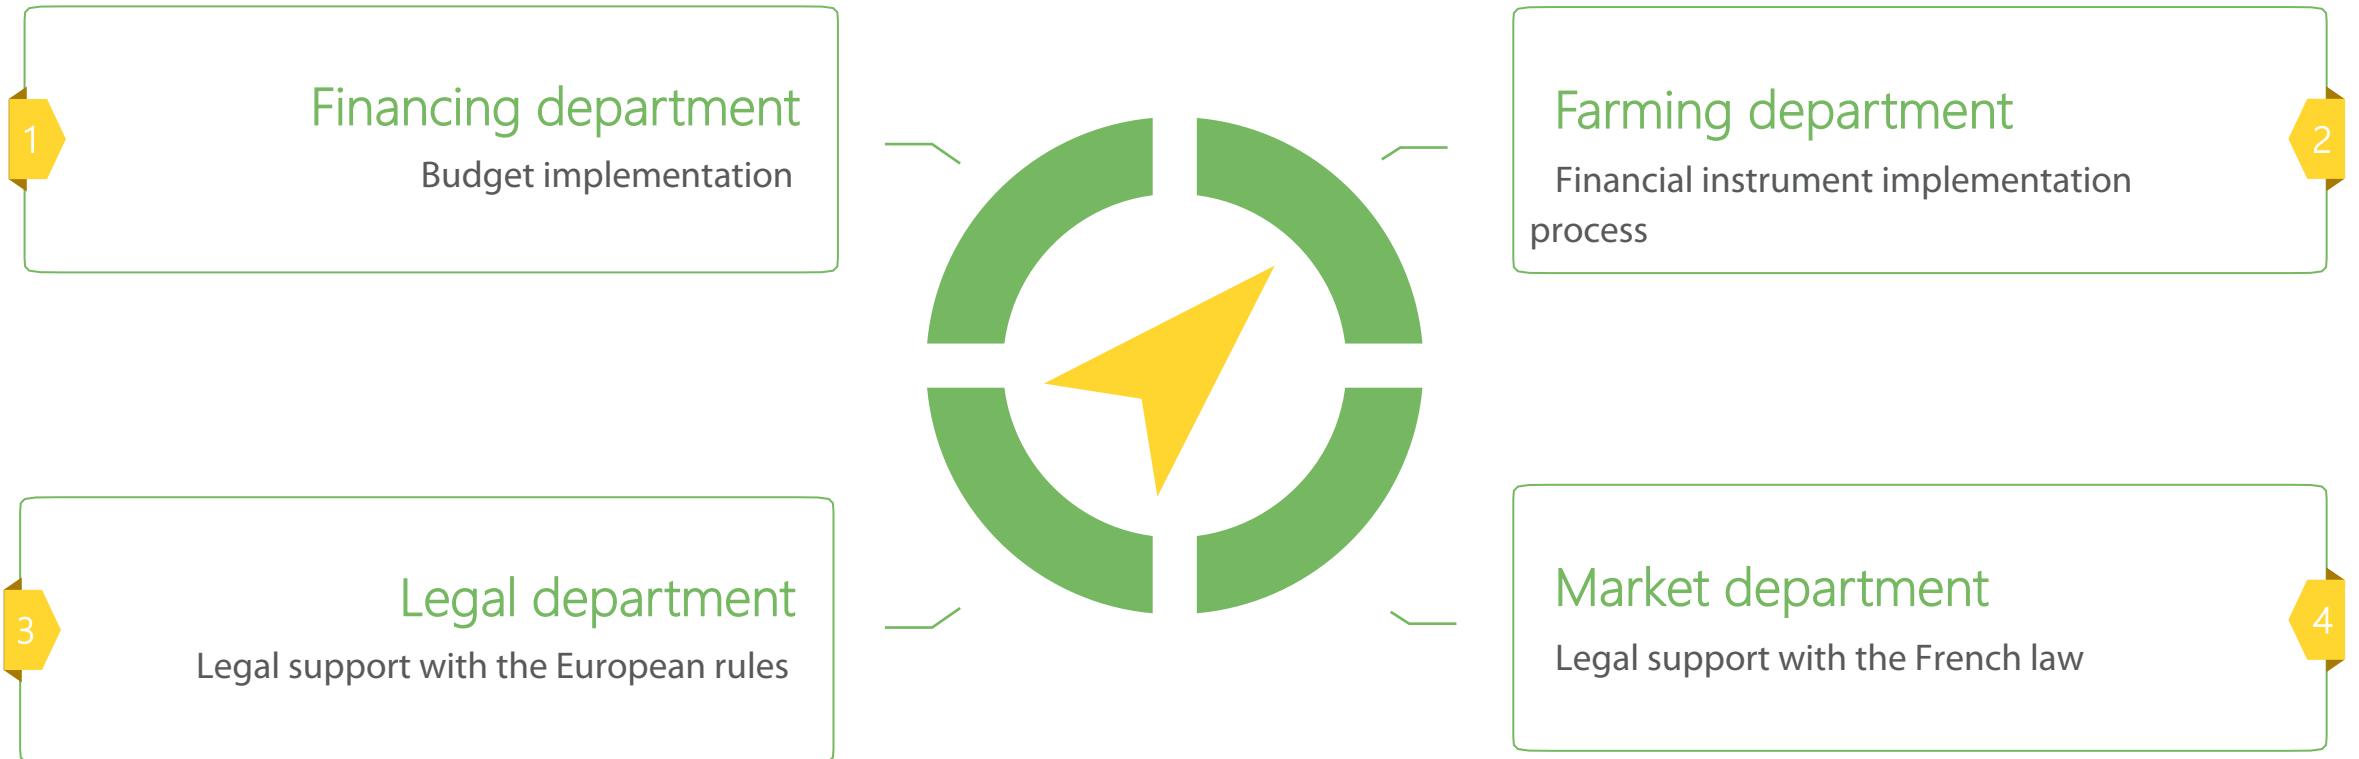 1
Financing department
Budget implementation
2
Farming department
Financial instrument implementation
process
3
Legal department
Legal support with the European rules
4
Market department
Legal support with the French law